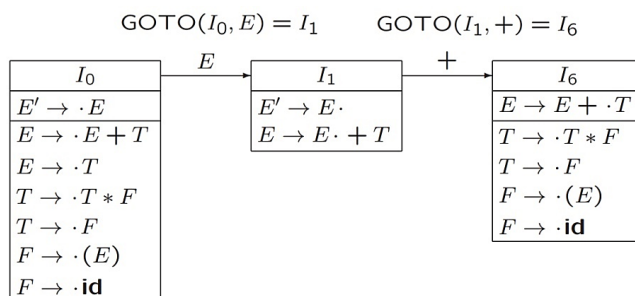 GOTO(I₀, E) = I₁
GOTO(I₁, +) = I₆
E
+
I₀
E′ → ·E
E → ·E + T
E → ·T
T → ·T ∗ F
T → ·F
F → ·(E)
F → ·id
I₁
E′ → E·
E → E· + T
I₆
E → E + ·T
T → ·T ∗ F
T → ·F
F → ·(E)
F → ·id